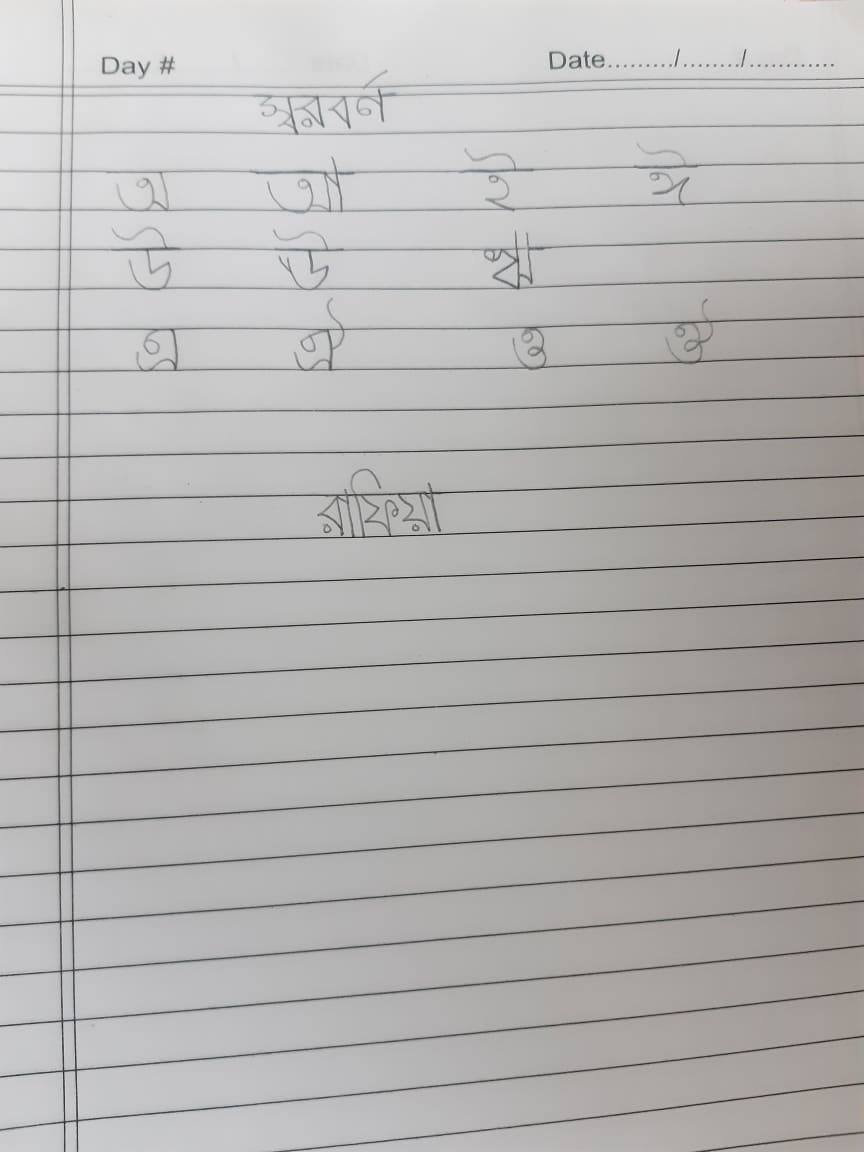 Day # Date........./......../............
স্বরবর্ণ
অ আ ই ঈ
উ ঊ ঋ
এ ঐ ও ঔ
রাফিয়া